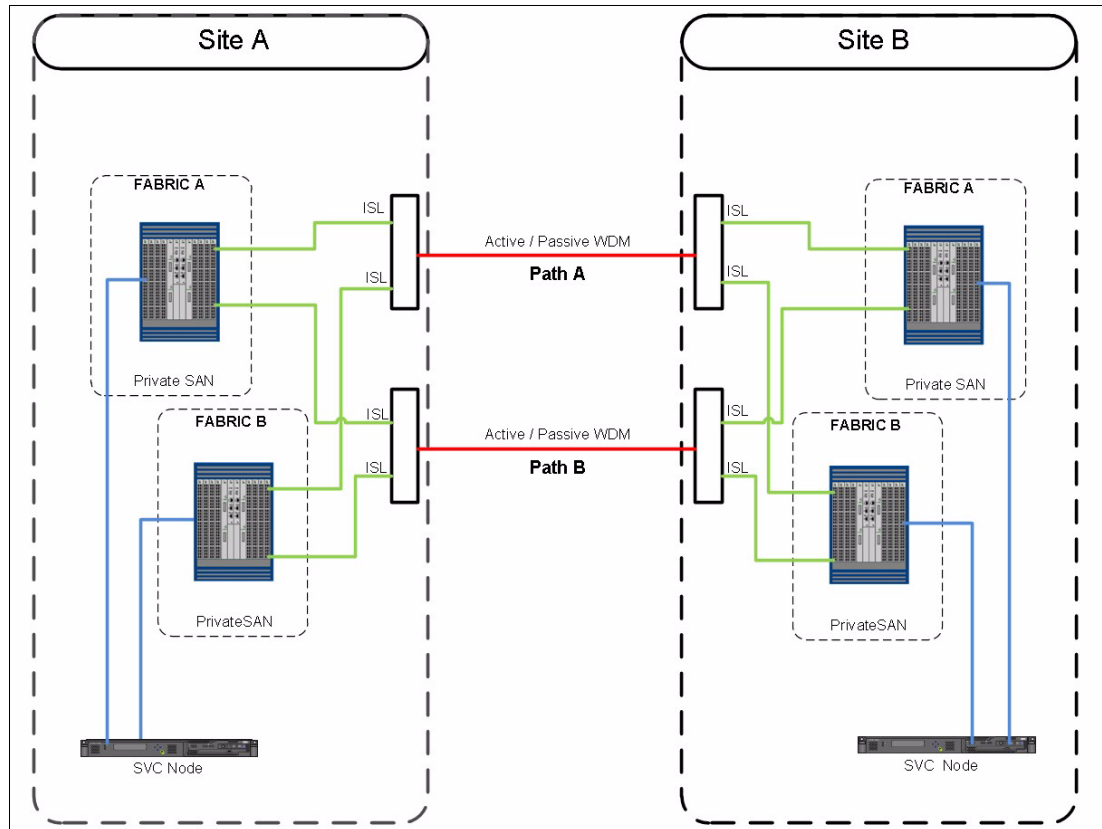 Site A
Site B
FABRIC A
FABRIC A
ISL
ISL
Active / Passive WDM
Path A
ISL
ISL
Private SAN
Private SAN
FABRIC B
FABRIC B
ISL
ISL
Active / Passive WDM
Path B
ISL
ISL
PrivateSAN
PrivateSAN
SVC Node
SVC Node